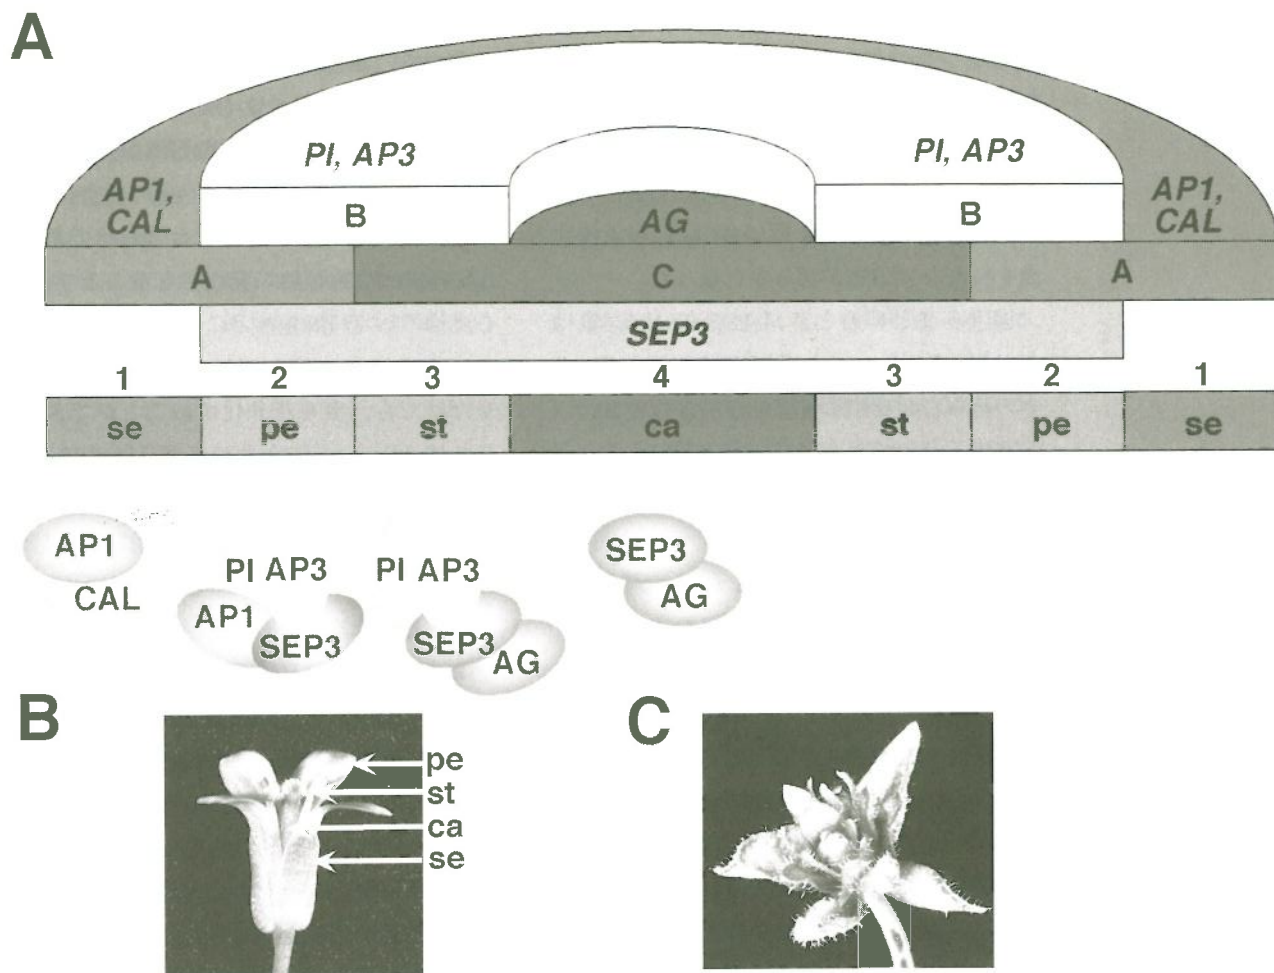 A
PI, AP3
PI, AP3
AP1,
CAL
AP1,
CAL
B
AG
B
A
C
A
SEP3
1 2 3 4 3 2 1
se pe st ca st pe se
AP1
CAL
PI AP3
AP1
SEP3
PI AP3
SEP3
AG
SEP3
AG
B
pe
st
ca
se
C